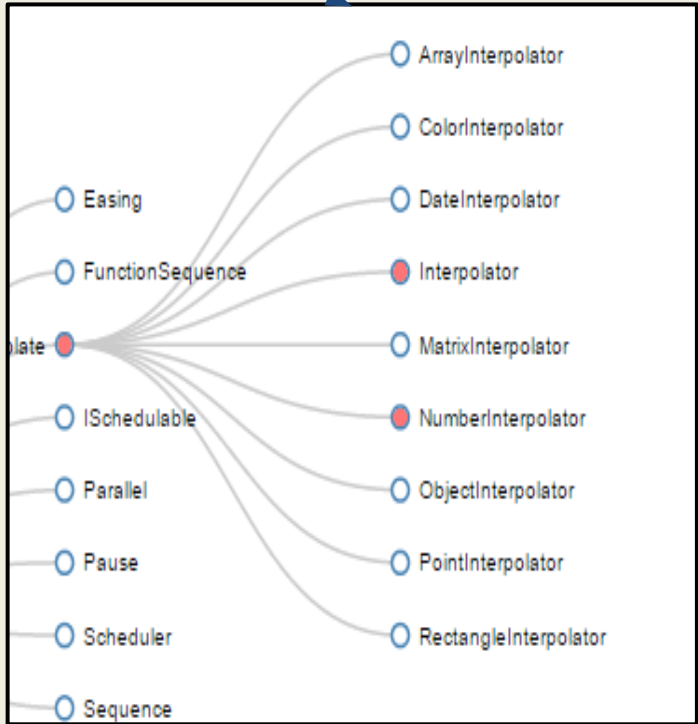 ArrayInterpolator
ColorInterpolator
Easing
DateInterpolator
FunctionSequence
Interpolator
MatrixInterpolator
ISchedulable
NumberInterpolator
Parallel
ObjectInterpolator
Pause
PointInterpolator
Scheduler
RectangleInterpolator
Sequence